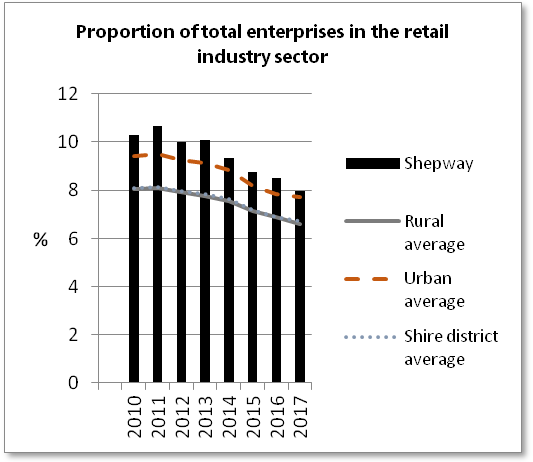 Proportion of total enterprises in the retail
industry sector
12
10
8
6
4
2
0
%
2010
2011
2012
2013
2014
2015
2016
2017
Shepway
Rural
average
Urban
average
Shire district
average